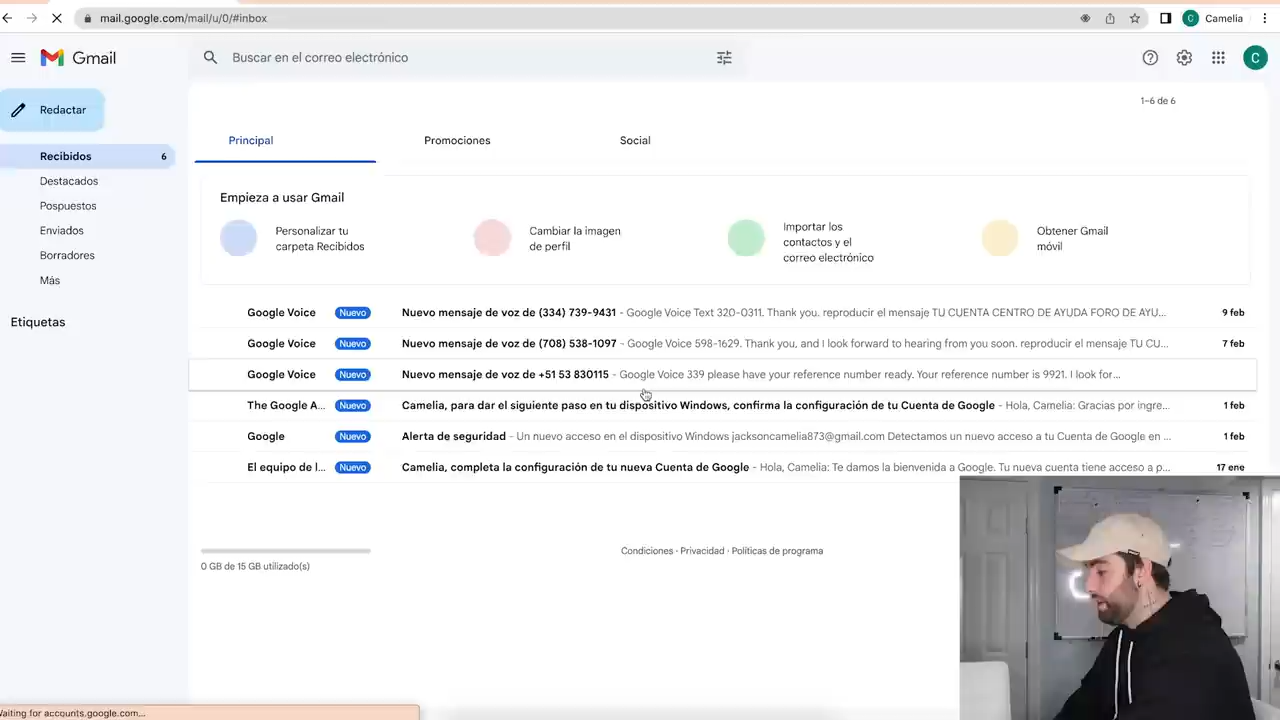 mail.google.com/mail/u/0/#inbox
C Camelia
Gmail
Buscar en el correo electrónico
C
Redactar
1–6 de 6
Principal
Promociones
Social
Recibidos 6
Destacados
Pospuestos
Enviados
Borradores
Más
Etiquetas
Empieza a usar Gmail
Personalizar tu
carpeta Recibidos
Cambiar la imagen
de perfil
Importar los
contactos y el
correo electrónico
Obtener Gmail
móvil
Google Voice Nuevo Nuevo mensaje de voz de (334) 739-9431 - Google Voice Text 320-0311. Thank you. reproducir el mensaje TU CUENTA CENTRO DE AYUDA FORO DE AYU... 9 feb
Google Voice Nuevo Nuevo mensaje de voz de (708) 538-1097 - Google Voice 598-1629. Thank you, and I look forward to hearing from you soon. reproducir el mensaje TU CU... 7 feb
Google Voice Nuevo Nuevo mensaje de voz de +51 53 830115 - Google Voice 339 please have your reference number ready. Your reference number is 9921. I look for...
The Google A... Nuevo Camelia, para dar el siguiente paso en tu dispositivo Windows, confirma la configuración de tu Cuenta de Google - Hola, Camelia: Gracias por ingre... 1 feb
Google Nuevo Alerta de seguridad - Un nuevo acceso en el dispositivo Windows jacksoncamelia873@gmail.com Detectamos un nuevo acceso a tu Cuenta de Google en ... 1 feb
El equipo de l... Nuevo Camelia, completa la configuración de tu nueva Cuenta de Google - Hola, Camelia: Te damos la bienvenida a Google. Tu nueva cuenta tiene acceso a p... 17 ene
0 GB de 15 GB utilizado(s)
Condiciones · Privacidad · Políticas de programa
Waiting for accounts.google.com...